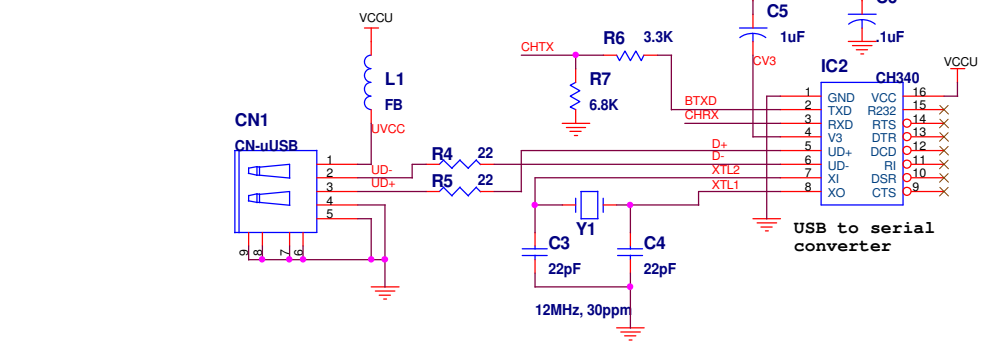 VCCU
C5
1uF
.1uF
CHTX
R6
3.3K
CV3
VCCU
L1
FB
R7
6.8K
IC2
CH340
UVCC
BTXD
CHRX
1 GND VCC 16
2 TXD R232 15
3 RXD RTS 14
4 V3 DTR 13
5 UD+ DCD 12
6 UD- RI 11
7 XI DSR 10
8 XO CTS 9
CN1
CN-uUSB
1
2
3
4
5
UD-
UD+
R4
22
R5
22
D+
D-
XTL2
XTL1
Y1
USB to serial
converter
9
8
7
6
C3
22pF
C4
22pF
12MHz, 30ppm